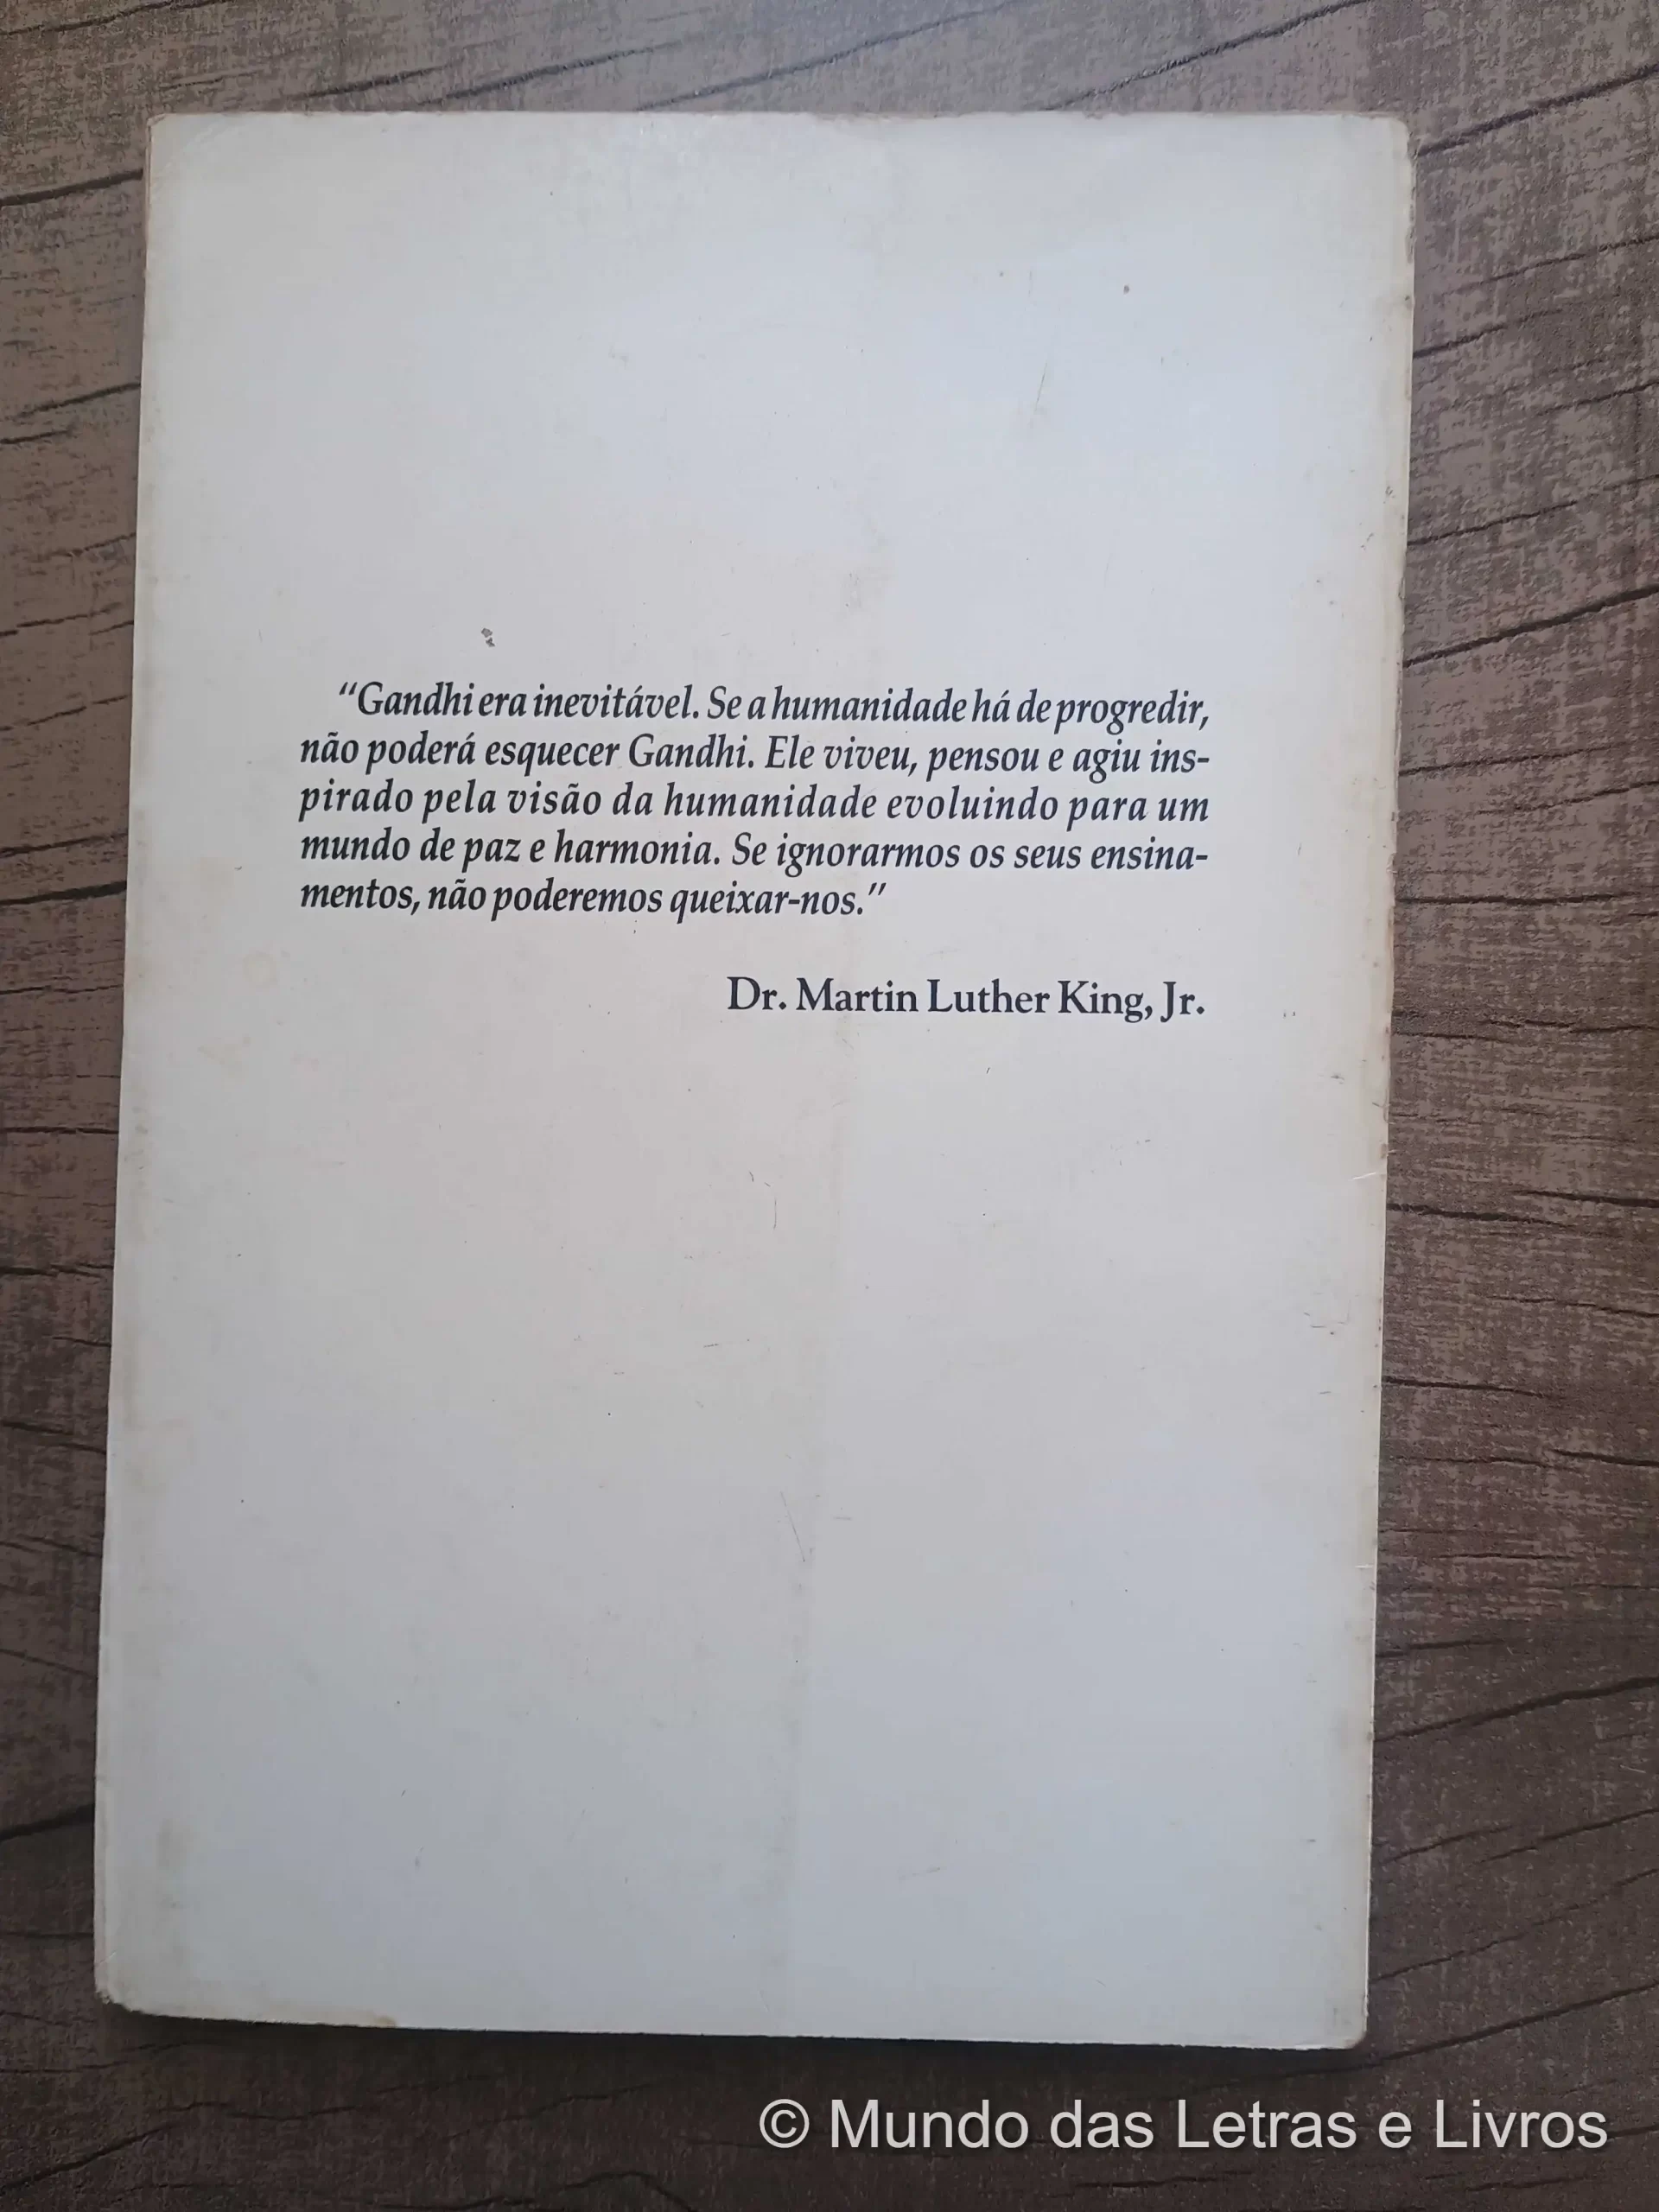 “Gandhi era inevitável. Se a humanidade há de progredir,
não poderá esquecer Gandhi. Ele viveu, pensou e agiu ins-
pirado pela visão da humanidade evoluindo para um
mundo de paz e harmonia. Se ignorarmos os seus ensina-
mentos, não poderemos queixar-nos.”
Dr. Martin Luther King, Jr.
© Mundo das Letras e Livros